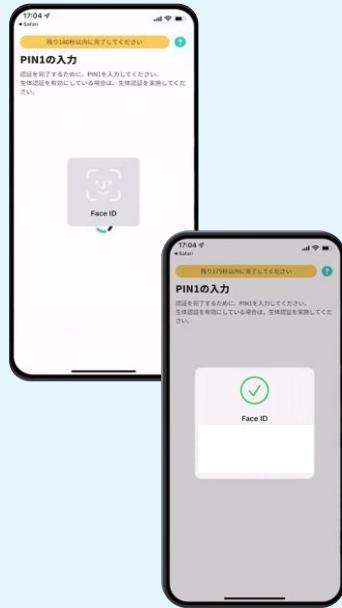 17:04
◀ Safari
残り180秒以内に完了してください
?
PIN1の入力
認証を完了するために、PIN1を入力してください。
生体認証を有効にしている場合は、生体認証を実施してくだ
さい。
Face ID
17:04
◀ Safari
残り175秒以内に完了してください
?
PIN1の入力
認証を完了するために、PIN1を入力してください。
生体認証を有効にしている場合は、生体認証を実施してくだ
さい。
Face ID